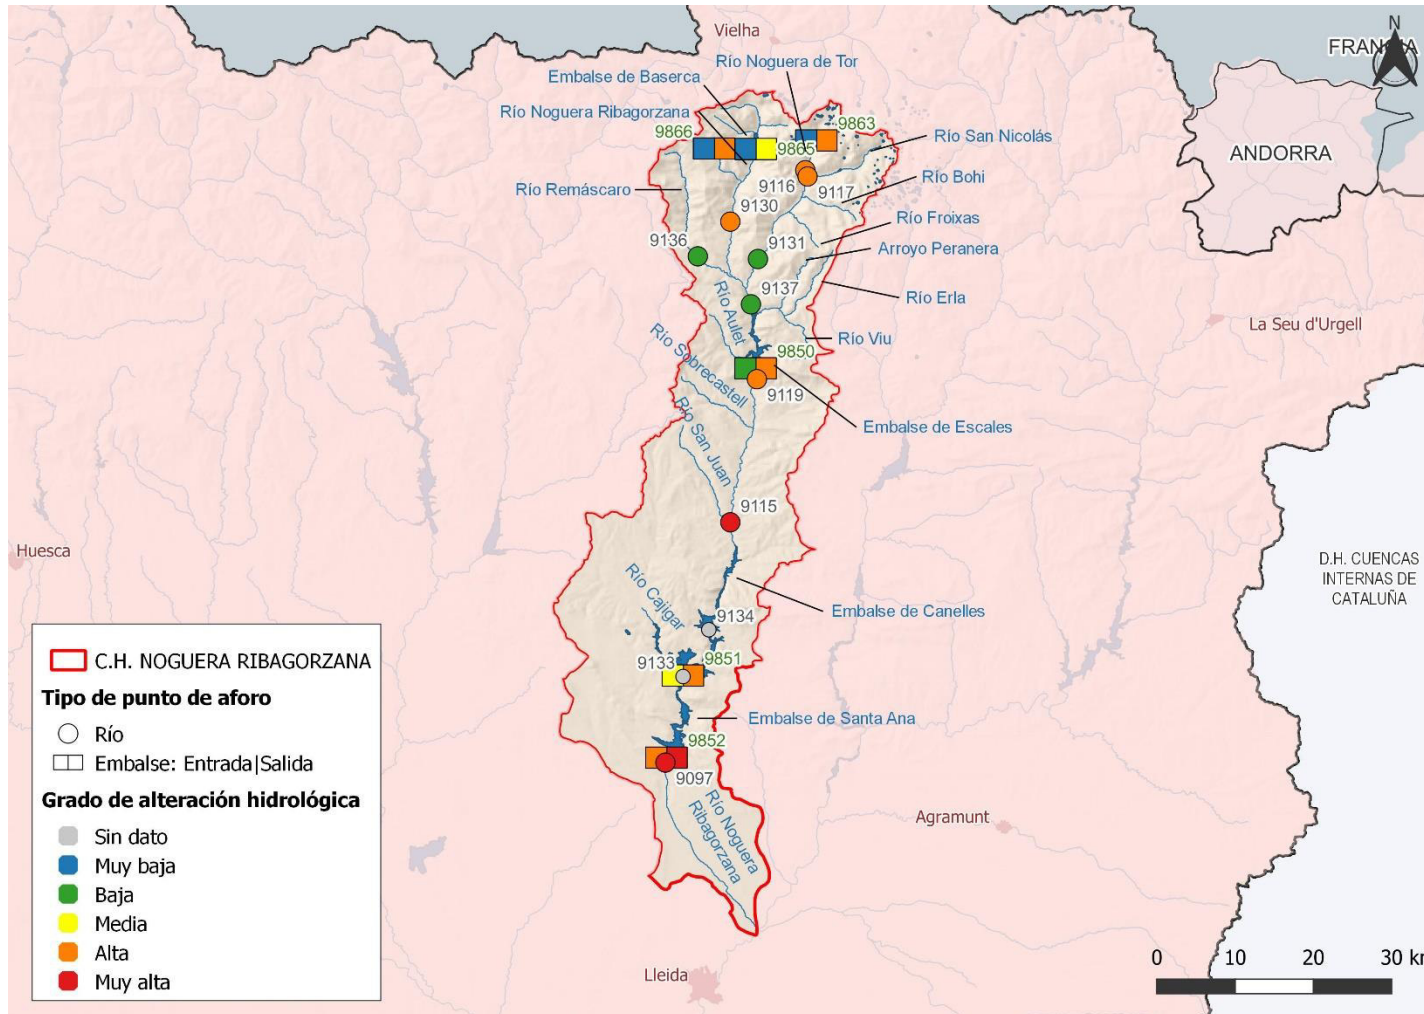 Vielha
N
FRANCIA
Río Noguera de Tor
Embalse de Baserca
Río Noguera Ribagorzana
9866
9863
Río San Nicolás
9865
ANDORRA
9116
9117
Río Remáscaro
Río Bohi
9130
Río Froixas
9136
9131
Arroyo Peranera
9137
Río Erla
Río Aulet
La Seu d'Urgell
Río Viu
Río Sobrecastell
9850
9119
Río San Juan
Embalse de Escales
9115
Huesca
D.H. CUENCAS
INTERNAS DE
CATALUÑA
Río Cajigar
Embalse de Canelles
9134
9133
9851
Embalse de Santa Ana
9852
9097
Río Noguera
Ribagorzana
Agramunt
Lleida
C.H. NOGUERA RIBAGORZANA
Tipo de punto de aforo
Río
Embalse: Entrada|Salida
Grado de alteración hidrológica
Sin dato
Muy baja
Baja
Media
Alta
Muy alta
0 10 20 30 km